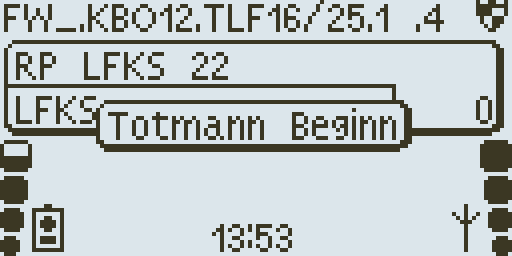 FW_.KBO12.TLF16/25.1 .4
RP LFKS 22
LFKS 0
Totmann Beginn
13:53